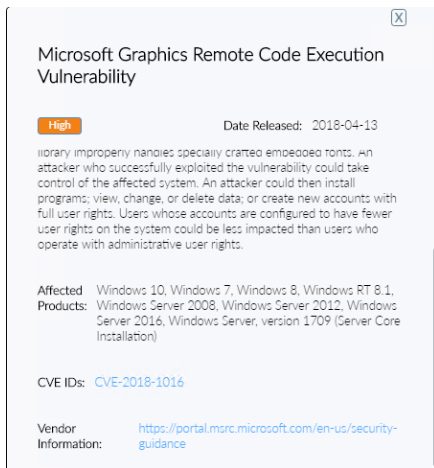 X
Microsoft Graphics Remote Code Execution
Vulnerability
High
Date Released: 2018-04-13
library improperly handles specially crafted embedded fonts. An
attacker who successfully exploited the vulnerability could take
control of the affected system. An attacker could then install
programs; view, change, or delete data; or create new accounts with
full user rights. Users whose accounts are configured to have fewer
user rights on the system could be less impacted than users who
operate with administrative user rights.
Affected Products: Windows 10, Windows 7, Windows 8, Windows RT 8.1,
Windows Server 2008, Windows Server 2012, Windows
Server 2016, Windows Server, version 1709 (Server Core
Installation)
CVE IDs: CVE-2018-1016
Vendor Information: https://portal.msrc.microsoft.com/en-us/security-
guidance